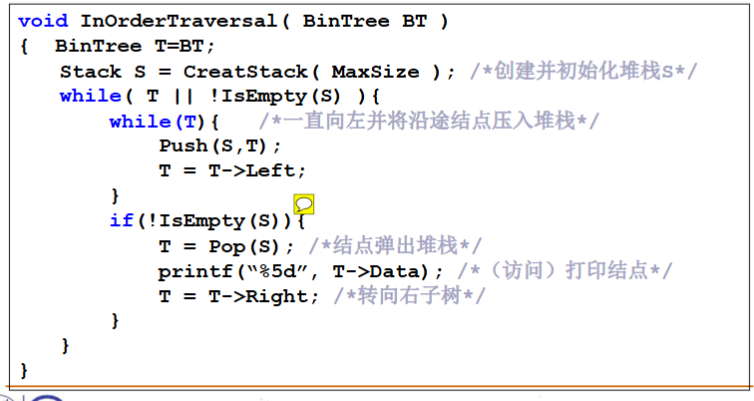 void InOrderTraversal( BinTree BT )
{  BinTree T=BT;
   Stack S = CreatStack( MaxSize ); /*创建并初始化堆栈S*/
   while( T || !IsEmpty(S) ){
       while(T){   /*一直向左并将沿途结点压入堆栈*/
           Push(S,T);
           T = T->Left;
       }
       if(!IsEmpty(S)){
           T = Pop(S); /*结点弹出堆栈*/
           printf(“%5d”, T->Data); /*（访问）打印结点*/
           T = T->Right; /*转向右子树*/
       }
   }
}